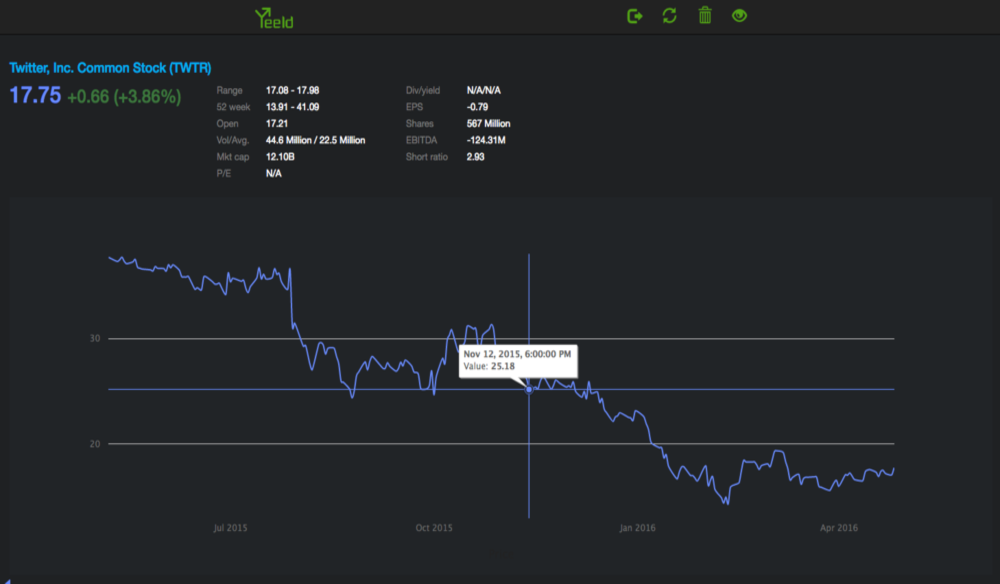 Yeeld
Twitter, Inc. Common Stock (TWTR)
17.75 +0.66 (+3.86%)
Range 17.08 - 17.98
52 week 13.91 - 41.09
Open 17.21
Vol/Avg. 44.6 Million / 22.5 Million
Mkt cap 12.10B
P/E N/A
Div/yield N/A/N/A
EPS -0.79
Shares 567 Million
EBITDA -124.31M
Short ratio 2.93
30
Nov 12, 2015, 6:00:00 PM
Value: 25.18
20
Jul 2015 Oct 2015 Jan 2016 Apr 2016